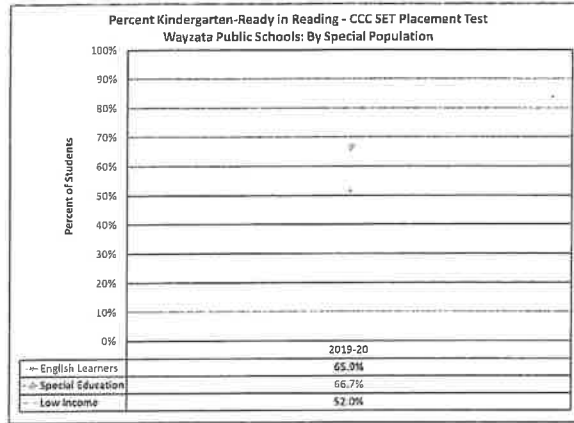 Percent Kindergarten-Ready in Reading - CCC SET Placement Test
Wayzata Public Schools: By Special Population
100%
90%
80%
70%
60%
50%
40%
30%
20%
10%
0%
Percent of Students
2019-20
English Learners 65.9%
Special Education 66.7%
Low Income 52.0%